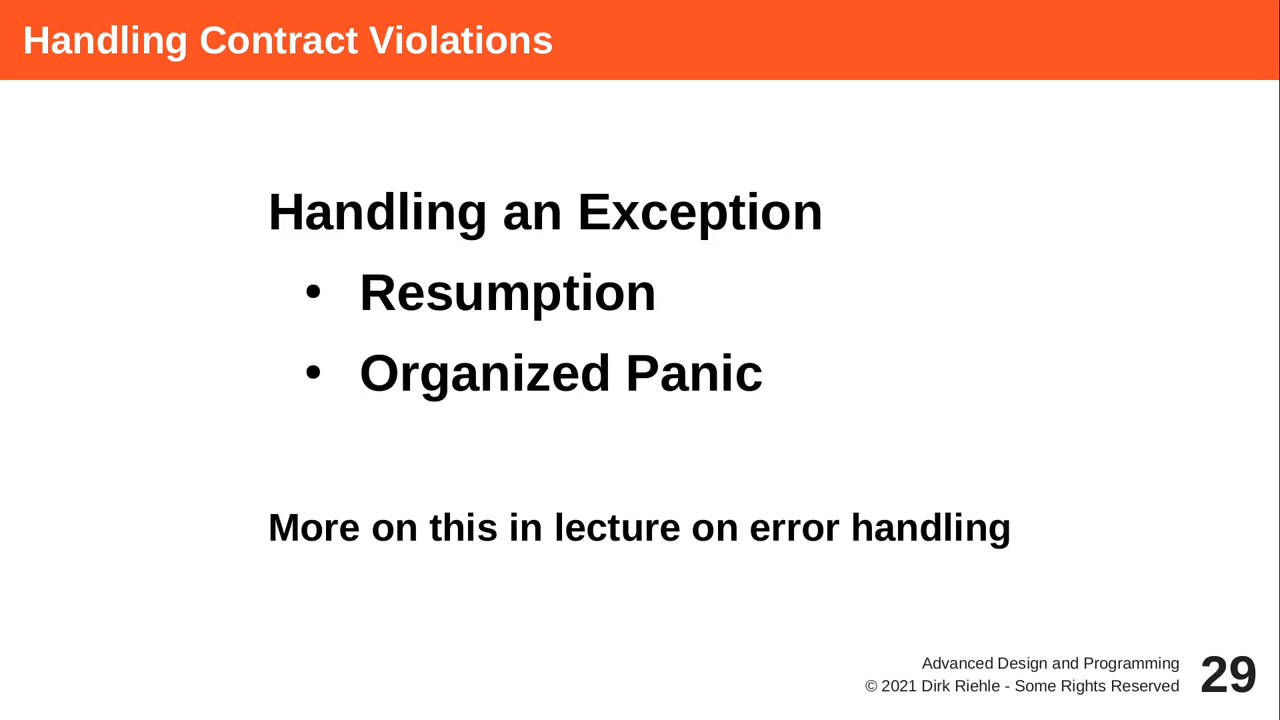 Handling Contract Violations
Handling an Exception
• Resumption
• Organized Panic
More on this in lecture on error handling
Advanced Design and Programming
© 2021 Dirk Riehle - Some Rights Reserved
29